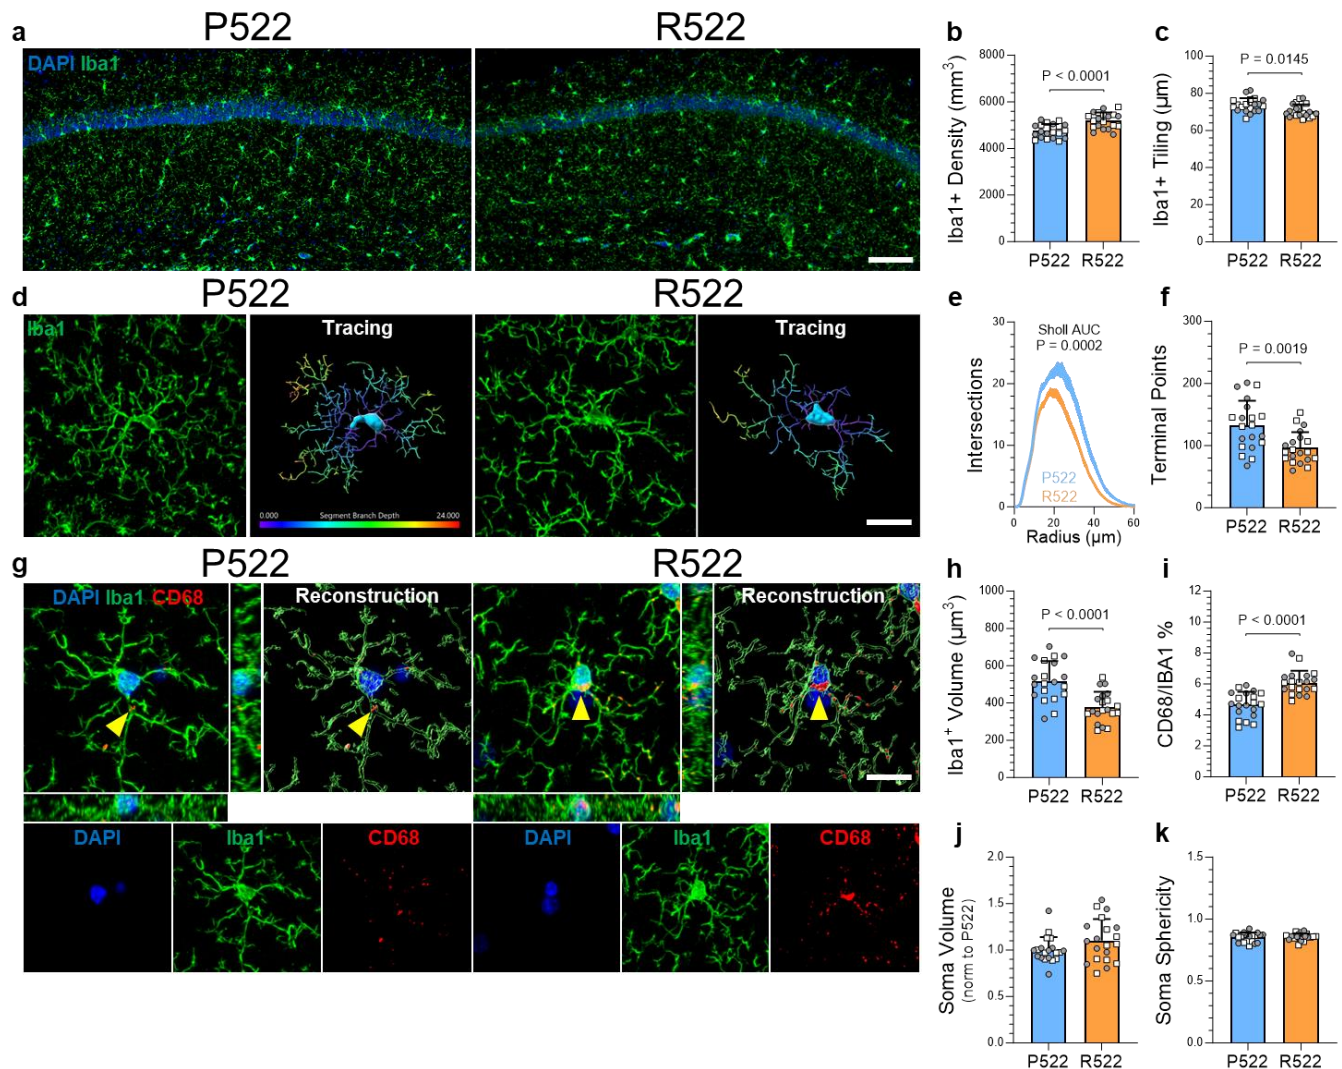 a
P522
R522
DAPI Iba1
b
Iba1+ Density (mm³)
8000
6000
4000
2000
0
P < 0.0001
P522
R522
c
Iba1+ Tiling (µm)
100
80
60
40
20
0
P = 0.0145
P522
R522
d
P522
R522
Iba1
Tracing
0.000
Segment Branch Depth
24.000
Tracing
e
Intersections
30
20
10
0
Sholl AUC
P = 0.0002
P522
R522
0
20
40
60
Radius (µm)
f
Terminal Points
300
200
100
0
P = 0.0019
P522
R522
g
P522
R522
DAPI Iba1 CD68
Reconstruction
Reconstruction
DAPI
Iba1
CD68
DAPI
Iba1
CD68
h
Iba1⁺ Volume (µm³)
1000
800
600
400
200
0
P < 0.0001
P522
R522
i
CD68/IBA1 %
12
10
8
6
4
2
0
P < 0.0001
P522
R522
j
Soma Volume
(norm to P522)
2.0
1.5
1.0
0.5
0.0
P522
R522
k
Soma Sphericity
1.5
1.0
0.5
0.0
P522
R522